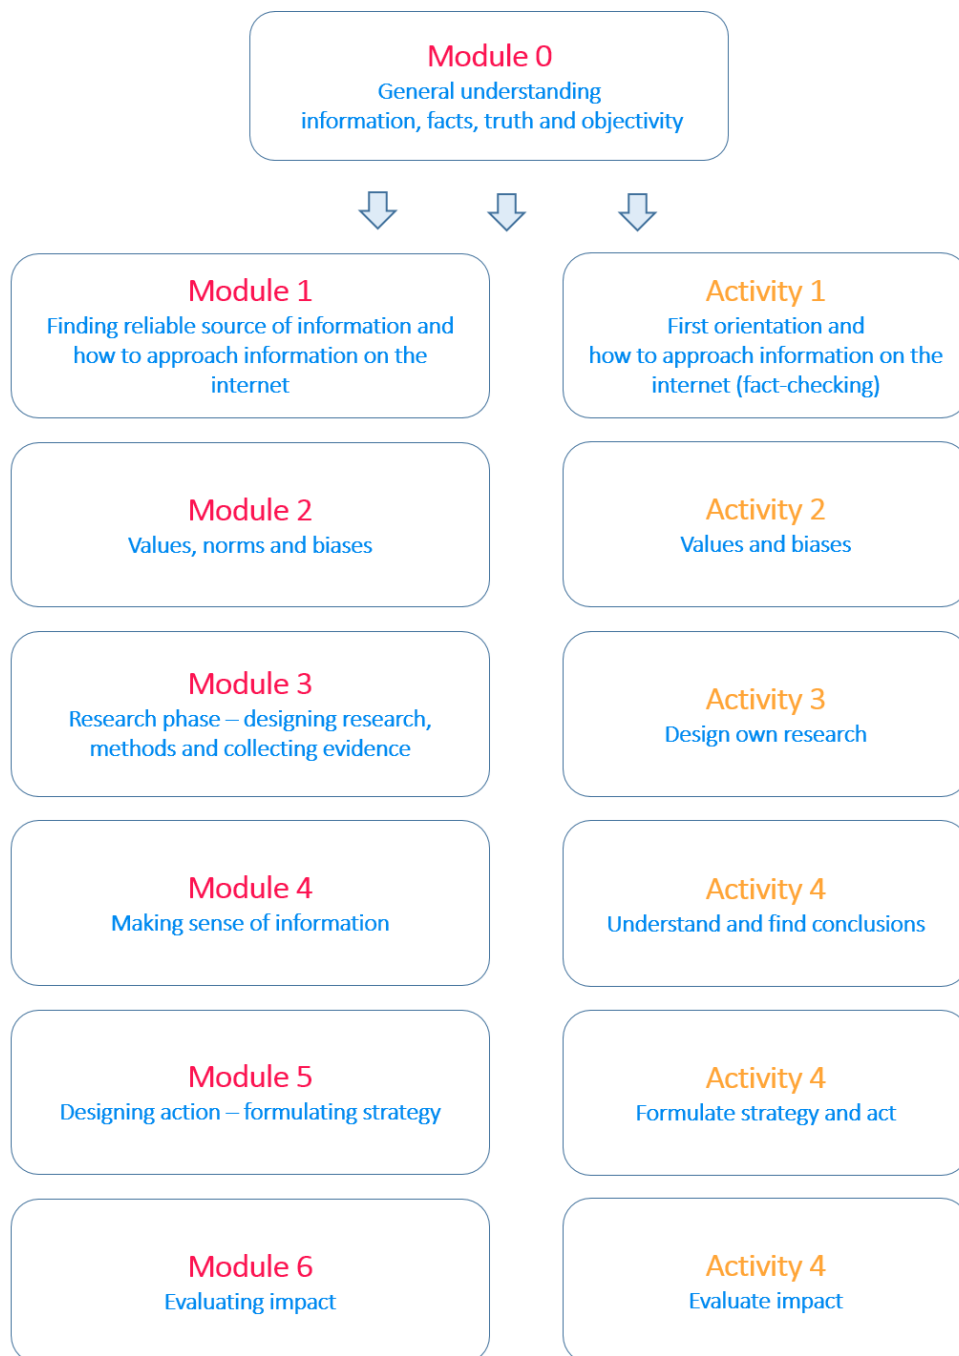 Module 0
General understanding
information, facts, truth and objectivity
Module 1
Finding reliable source of information and
how to approach information on the
internet
Activity 1
First orientation and
how to approach information on the
internet (fact-checking)
Module 2
Values, norms and biases
Activity 2
Values and biases
Module 3
Research phase – designing research,
methods and collecting evidence
Activity 3
Design own research
Module 4
Making sense of information
Activity 4
Understand and find conclusions
Module 5
Designing action – formulating strategy
Activity 4
Formulate strategy and act
Module 6
Evaluating impact
Activity 4
Evaluate impact